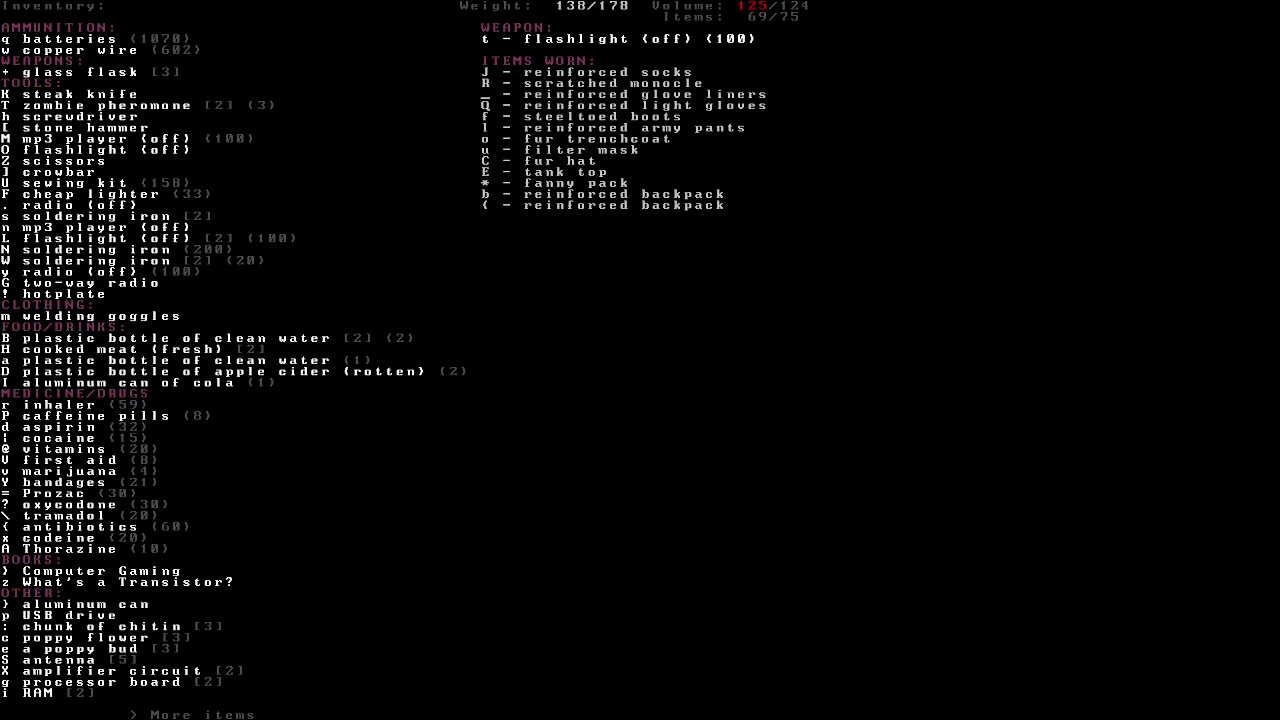 Inventory: Weight: 138/178 Volume: 125/124
Items: 69/75
AMMUNITION:
q batteries (1070)
w copper wire (602)
WEAPONS:
+ glass flask [3]
TOOLS:
K steak knife
T zombie pheromone [2] (3)
h screwdriver
[ stone hammer
M mp3 player (off) (100)
O flashlight (off)
Z scissors
] crowbar
U sewing kit (158)
F cheap lighter (33)
. radio (off)
s soldering iron [2]
n mp3 player (off)
L flashlight (off) [2] (100)
N soldering iron (200)
W soldering iron [2] (20)
y radio (off) (100)
G two-way radio
! hotplate
CLOTHING:
m welding goggles
FOOD/DRINKS:
B plastic bottle of clean water [2] (2)
H cooked meat (fresh) [2]
a plastic bottle of clean water (1)
D plastic bottle of apple cider (rotten) (2)
I aluminum can of cola (1)
MEDICINE/DRUGS
r inhaler (59)
P caffeine pills (8)
d aspirin (32)
¦ cocaine (15)
@ vitamins (20)
V first aid (8)
v marijuana (4)
Y bandages (21)
= Prozac (30)
? oxycodone (30)
\ tramadol (20)
{ antibiotics (60)
x codeine (20)
A Thorazine (10)
BOOKS:
) Computer Gaming
z What's a Transistor?
OTHER:
} aluminum can
p USB drive
: chunk of chitin [3]
c poppy flower [3]
e a poppy bud [3]
S antenna [5]
X amplifier circuit [2]
g processor board [2]
i RAM [2]
> More items
WEAPON:
t - flashlight (off) (100)
ITEMS WORN:
J - reinforced socks
R - scratched monocle
_ - reinforced glove liners
Q - reinforced light gloves
f - steeltoed boots
l - reinforced army pants
o - fur trenchcoat
u - filter mask
C - fur hat
E - tank top
* - fanny pack
b - reinforced backpack
( - reinforced backpack